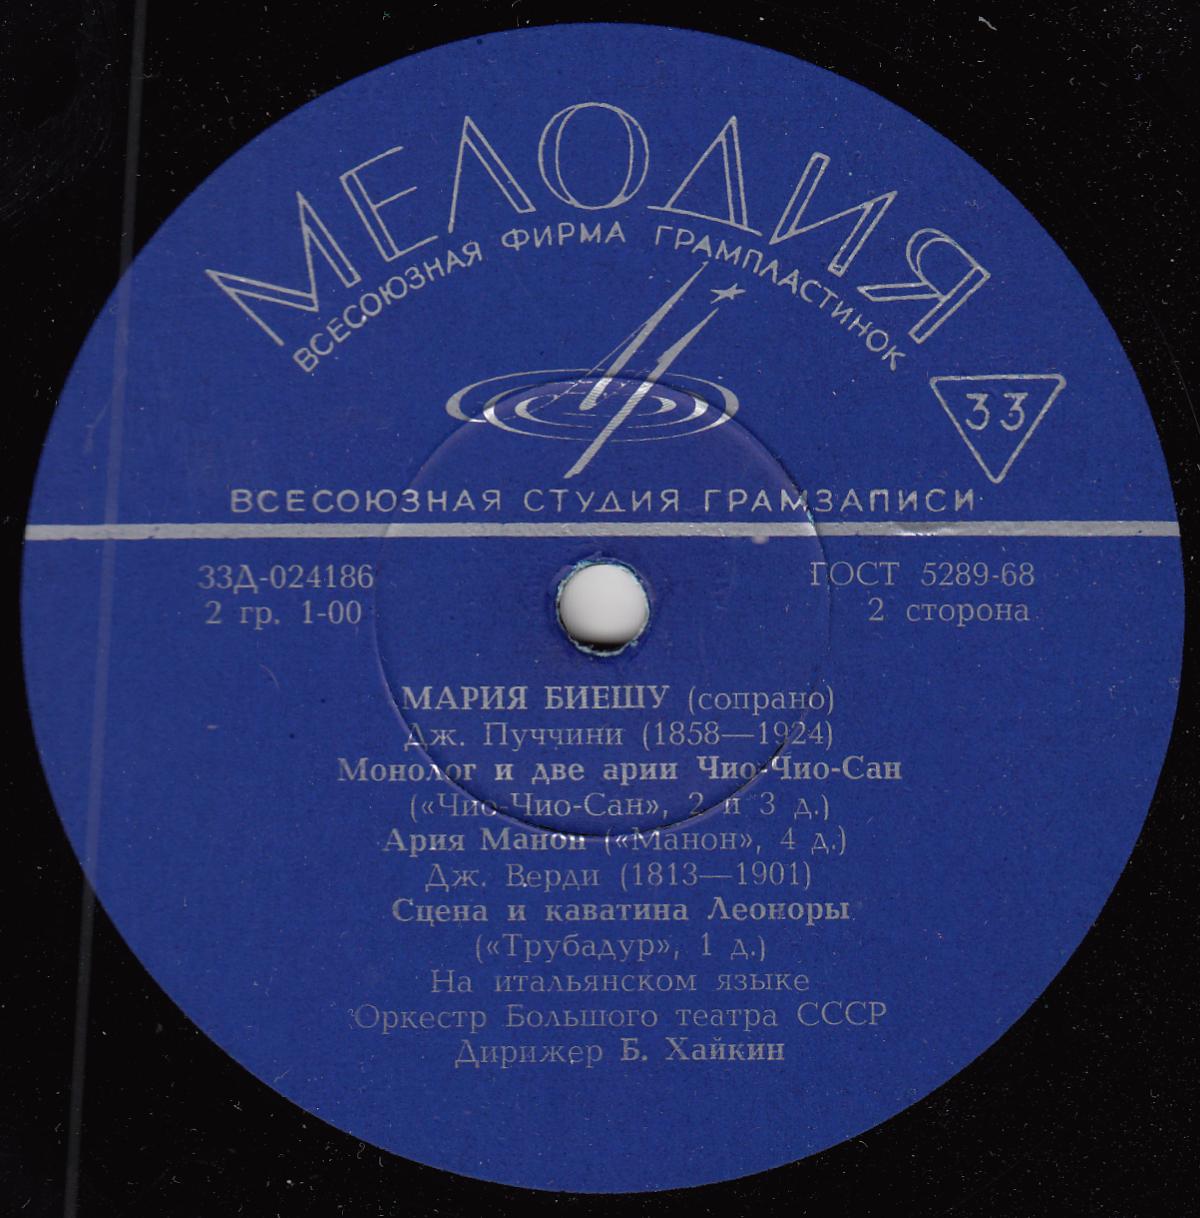 МЕЛОДИЯ
ВСЕСОЮЗНАЯ ФИРМА ГРАМПЛАСТИНОК
33
ВСЕСОЮЗНАЯ СТУДИЯ ГРАМЗАПИСИ
33Д-024186
2 гр. 1-00
ГОСТ 5289-68
2 сторона
МАРИЯ БИЕШУ (сопрано)
Дж. Пуччини (1858—1924)
Монолог и две арии Чио-Чио-Сан
(«Чио-Чио-Сан», 2 и 3 д.)
Ария Манон («Манон», 4 д.)
Дж. Верди (1813—1901)
Сцена и каватина Леоноры
(«Трубадур», 1 д.)
На итальянском языке
Оркестр Большого театра СССР
Дирижер Б. Хайкин